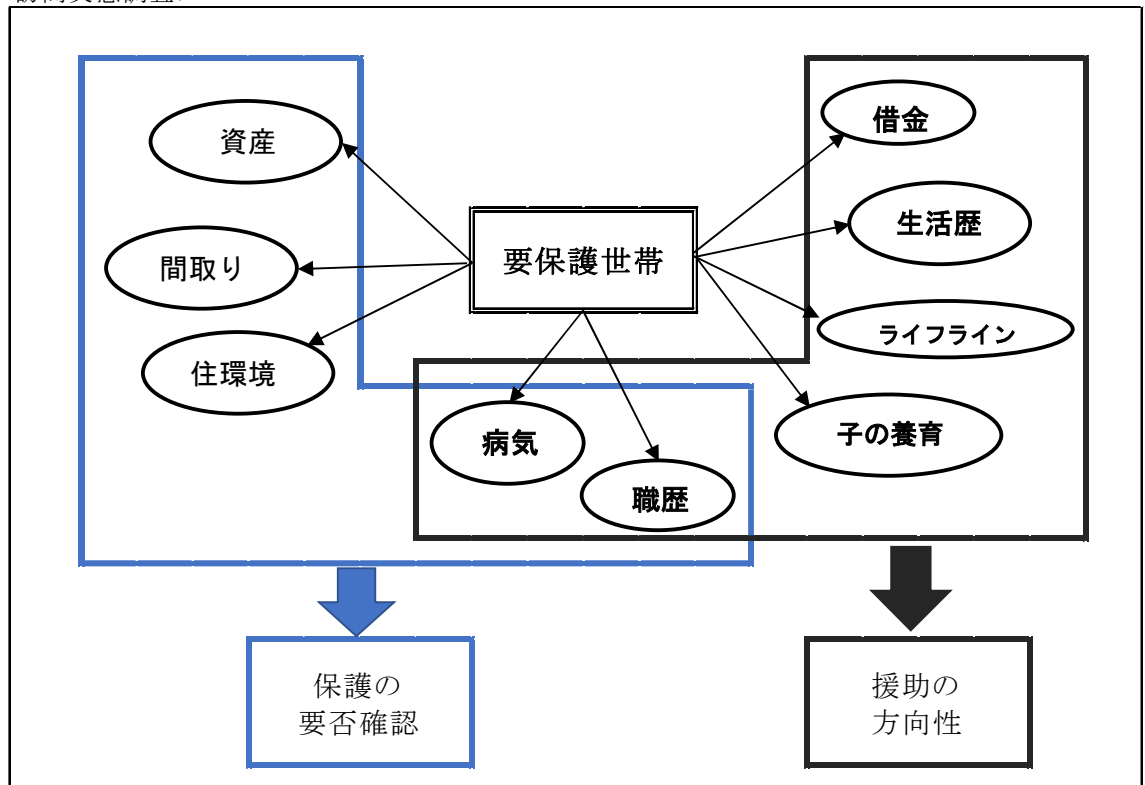 資産
借金
生活歴
要保護世帯
間取り
ライフライン
住環境
病気
子の養育
職歴
保護の
要否確認
援助の
方向性